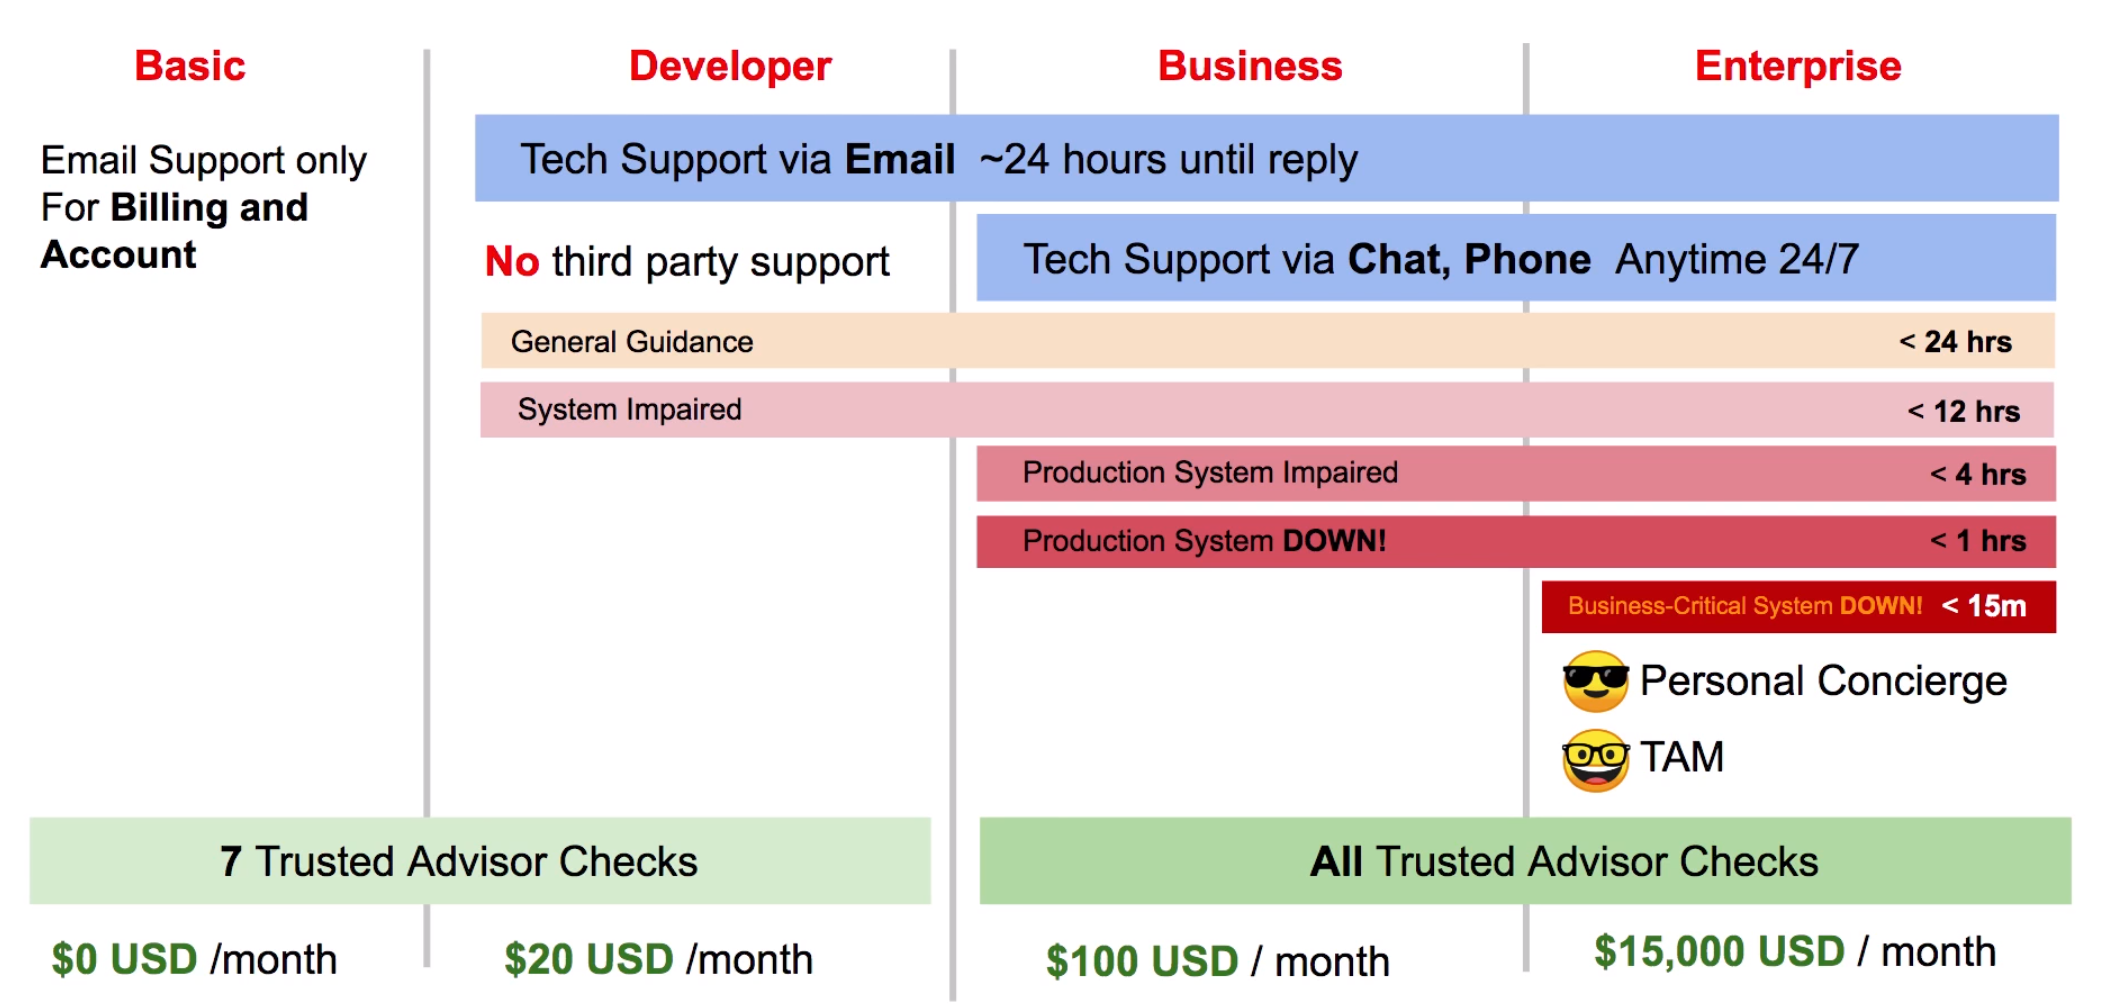 Basic
Developer
Business
Enterprise
Email Support only
For Billing and
Account
Tech Support via Email ~24 hours until reply
No third party support
Tech Support via Chat, Phone Anytime 24/7
General Guidance < 24 hrs
System Impaired < 12 hrs
Production System Impaired < 4 hrs
Production System DOWN! < 1 hrs
Business-Critical System DOWN! < 15m
Personal Concierge
TAM
7 Trusted Advisor Checks
All Trusted Advisor Checks
$0 USD /month
$20 USD /month
$100 USD / month
$15,000 USD / month